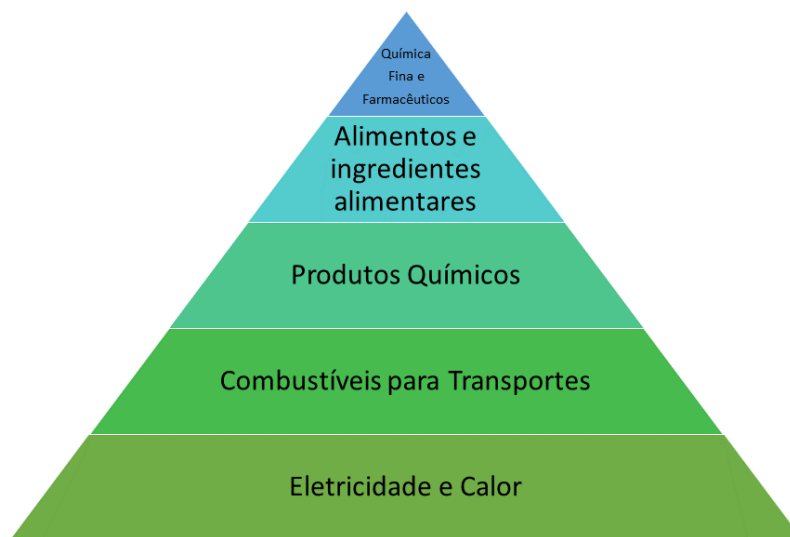 Química
Fina e
Farmacêuticos
Alimentos e
ingredientes
alimentares
Produtos Químicos
Combustíveis para Transportes
Eletricidade e Calor